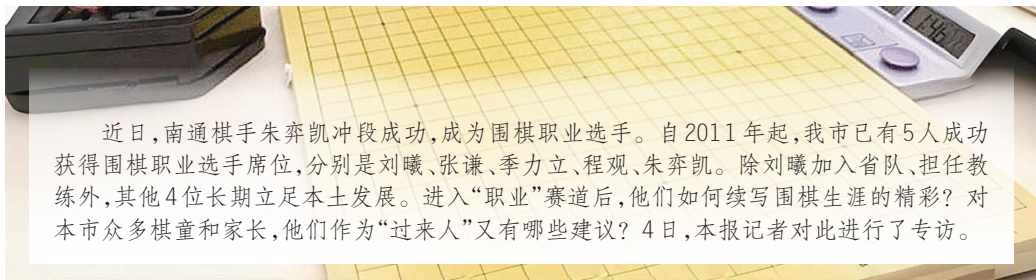 1:46
近日,南通棋手朱弈凯冲段成功,成为围棋职业选手。自2011年起,我市已有5人成功
获得围棋职业选手席位,分别是刘曦、张谦、季力立、程观、朱弈凯。除刘曦加入省队、担任教
练外,其他4位长期立足本土发展。进入“职业”赛道后,他们如何续写围棋生涯的精彩？对
本市众多棋童和家长,他们作为“过来人”又有哪些建议？4日,本报记者对此进行了专访。